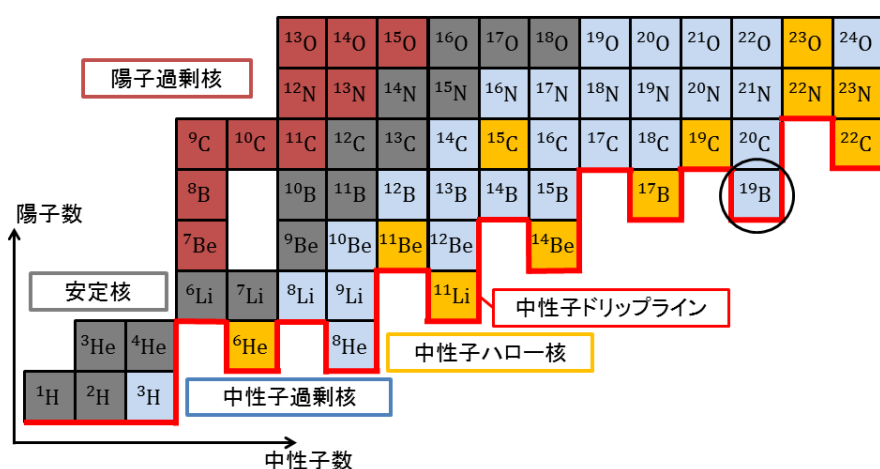 ¹³O ¹⁴O ¹⁵O ¹⁶O ¹⁷O ¹⁸O ¹⁹O ²⁰O ²¹O ²²O ²³O ²⁴O
陽子過剰核
¹²N ¹³N ¹⁴N ¹⁵N ¹⁶N ¹⁷N ¹⁸N ¹⁹N ²⁰N ²¹N ²²N ²³N
⁹C ¹⁰C ¹¹C ¹²C ¹³C ¹⁴C ¹⁵C ¹⁶C ¹⁷C ¹⁸C ¹⁹C ²⁰C ²²C
⁸B ¹⁰B ¹¹B ¹²B ¹³B ¹⁴B ¹⁵B ¹⁷B ¹⁹B
陽子数
⁷Be ⁹Be ¹⁰Be ¹¹Be ¹²Be ¹⁴Be
安定核
⁶Li ⁷Li ⁸Li ⁹Li ¹¹Li
中性子ドリップライン
³He ⁴He ⁶He ⁸He
中性子ハロー核
¹H ²H ³H
中性子過剰核
中性子数